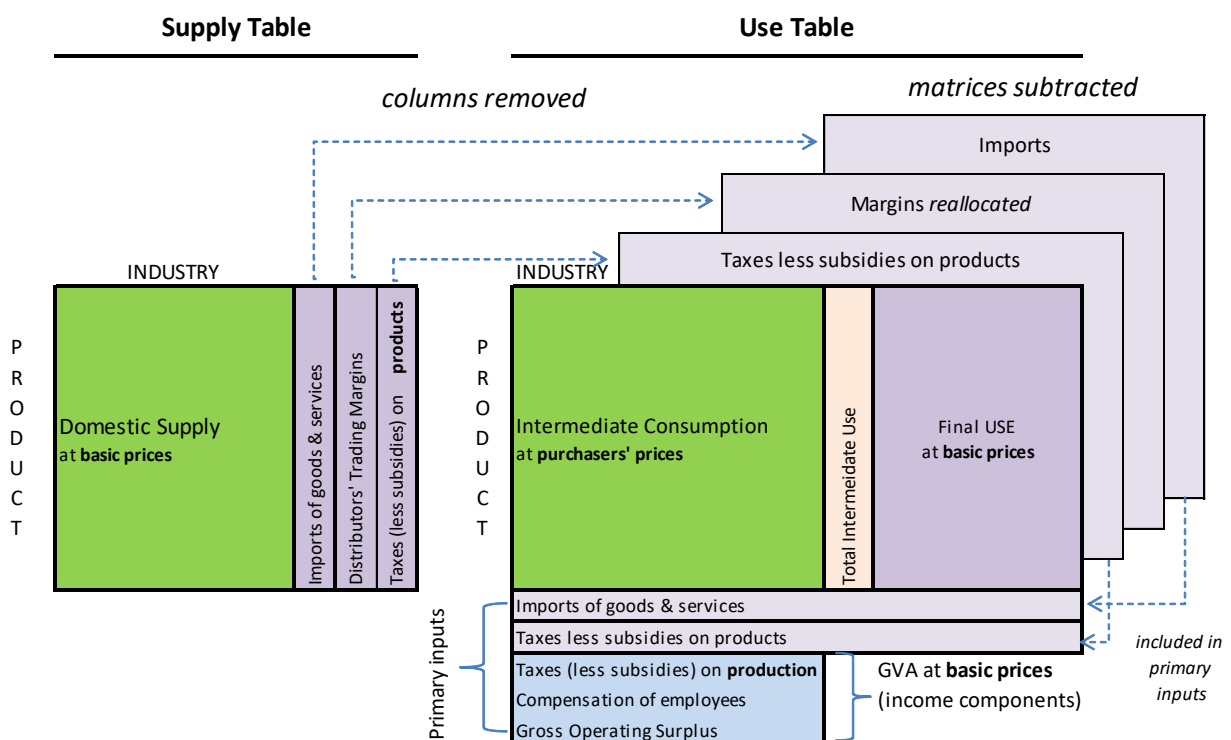 Supply Table
Use Table
columns removed
matrices subtracted
Imports
Margins reallocated
Taxes less subsidies on products
INDUSTRY
INDUSTRY
P
R
O
D
U
C
T
Domestic Supply
at basic prices
Imports of goods & services
Distributors' Trading Margins
Taxes (less subsidies) on products
P
R
O
D
U
C
T
Intermediate Consumption
at purchasers' prices
Total Intermeidate Use
Final USE
at basic prices
Primary inputs
Imports of goods & services
Taxes less subsidies on products
Taxes (less subsidies) on production
Compensation of employees
Gross Operating Surplus
GVA at basic prices
(income components)
included in
primary
inputs